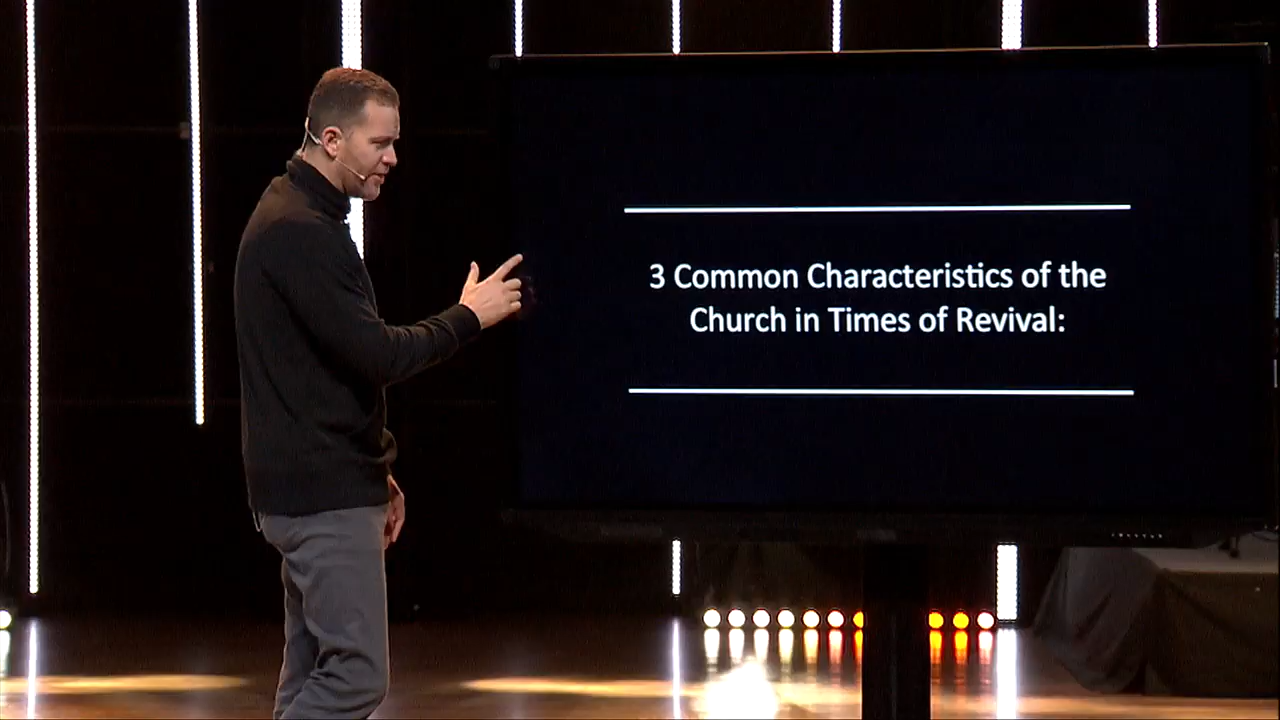 3 Common Characteristics of the
Church in Times of Revival: